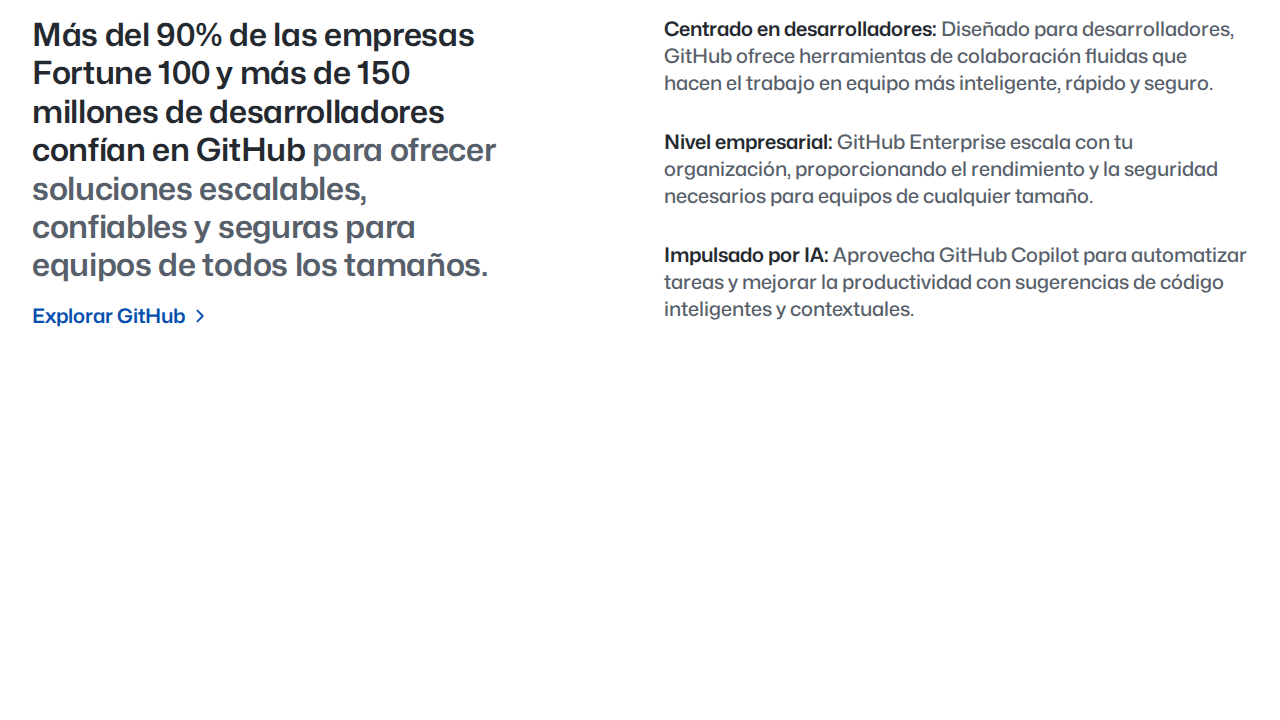 Más del 90% de las empresas
Fortune 100 y más de 150
millones de desarrolladores
confían en GitHub para ofrecer
soluciones escalables,
confiables y seguras para
equipos de todos los tamaños.
Explorar GitHub
Centrado en desarrolladores: Diseñado para desarrolladores,
GitHub ofrece herramientas de colaboración fluidas que
hacen el trabajo en equipo más inteligente, rápido y seguro.
Nivel empresarial: GitHub Enterprise escala con tu
organización, proporcionando el rendimiento y la seguridad
necesarios para equipos de cualquier tamaño.
Impulsado por IA: Aprovecha GitHub Copilot para automatizar
tareas y mejorar la productividad con sugerencias de código
inteligentes y contextuales.